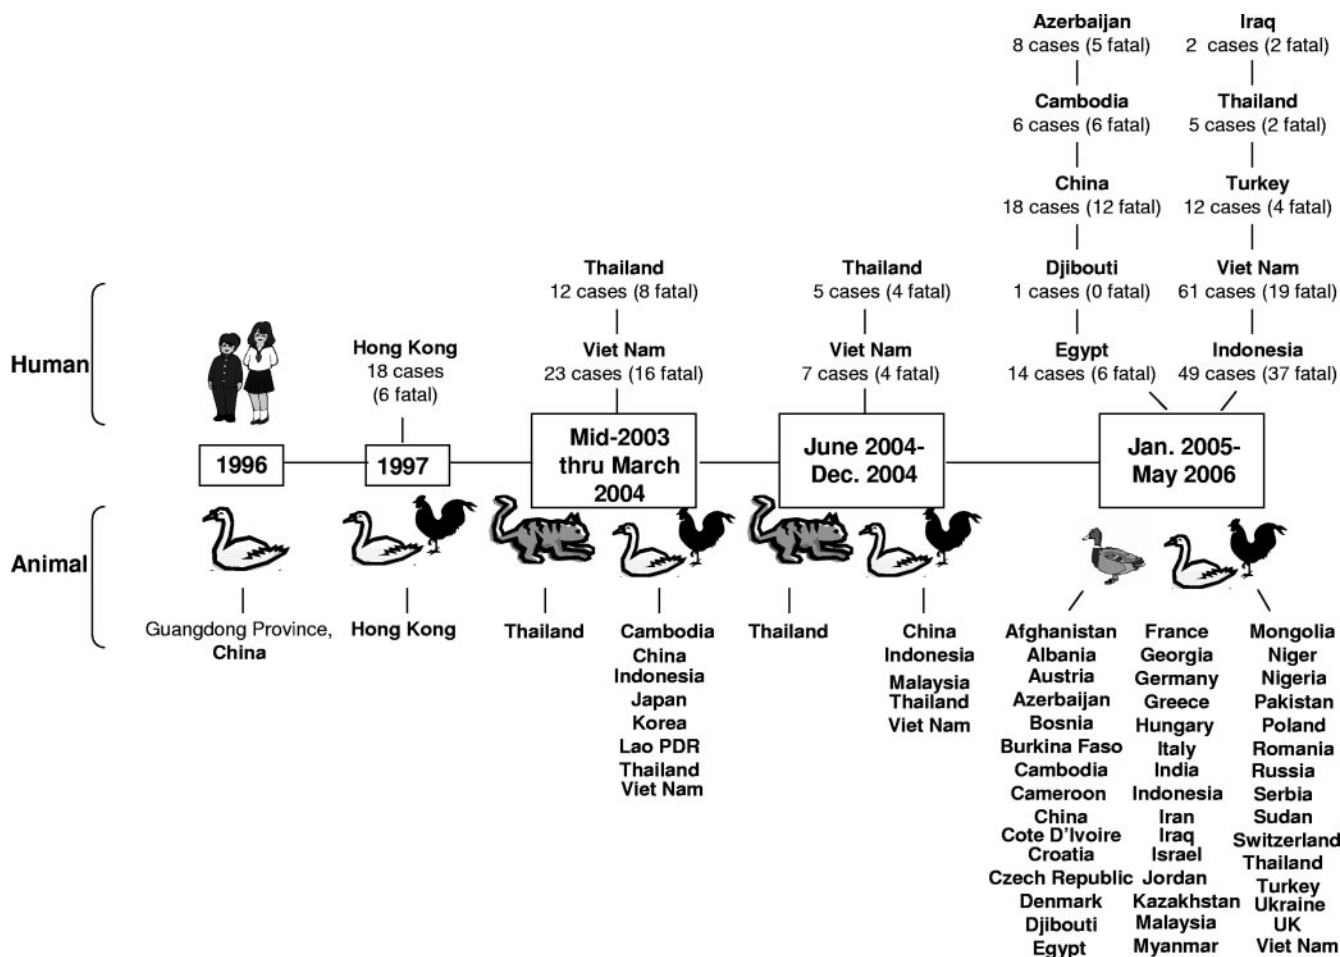 Azerbaijan
8 cases (5 fatal)
Cambodia
6 cases (6 fatal)
China
18 cases (12 fatal)
Djibouti
1 cases (0 fatal)
Egypt
14 cases (6 fatal)
Iraq
2 cases (2 fatal)
Thailand
5 cases (2 fatal)
Turkey
12 cases (4 fatal)
Viet Nam
61 cases (19 fatal)
Indonesia
49 cases (37 fatal)
Thailand
12 cases (8 fatal)
Viet Nam
23 cases (16 fatal)
Thailand
5 cases (4 fatal)
Viet Nam
7 cases (4 fatal)
Human
Hong Kong
18 cases
(6 fatal)
1996
1997
Mid-2003
thru March
2004
June 2004-
Dec. 2004
Jan. 2005-
May 2006
Animal
Guangdong Province,
China
Hong Kong
Thailand
Cambodia
China
Indonesia
Japan
Korea
Lao PDR
Thailand
Viet Nam
Thailand
China
Indonesia
Malaysia
Thailand
Viet Nam
Afghanistan
Albania
Austria
Azerbaijan
Bosnia
Burkina Faso
Cambodia
Cameroon
China
Cote D'Ivoire
Croatia
Czech Republic
Denmark
Djibouti
Egypt
France
Georgia
Germany
Greece
Hungary
Italy
India
Indonesia
Iran
Iraq
Israel
Jordan
Kazakhstan
Malaysia
Myanmar
Mongolia
Niger
Nigeria
Pakistan
Poland
Romania
Russia
Serbia
Sudan
Switzerland
Thailand
Turkey
Ukraine
UK
Viet Nam